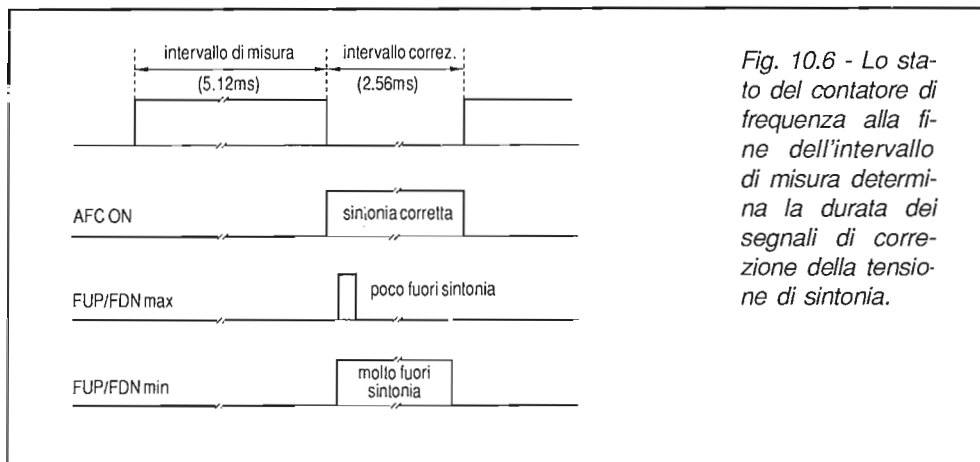 intervallo di misura
intervallo correz.
(5.12ms)
(2.56ms)
AFC ON
sintonia corretta
FUP/FDN max
poco fuori sintonia
FUP/FDN min
molto fuori
sintonia
Fig. 10.6 - Lo sta-
to del contatore di
frequenza alla fi-
ne dell'intervallo
di misura determi-
na la durata dei
segnali di corre-
zione della tensio-
ne di sintonia.